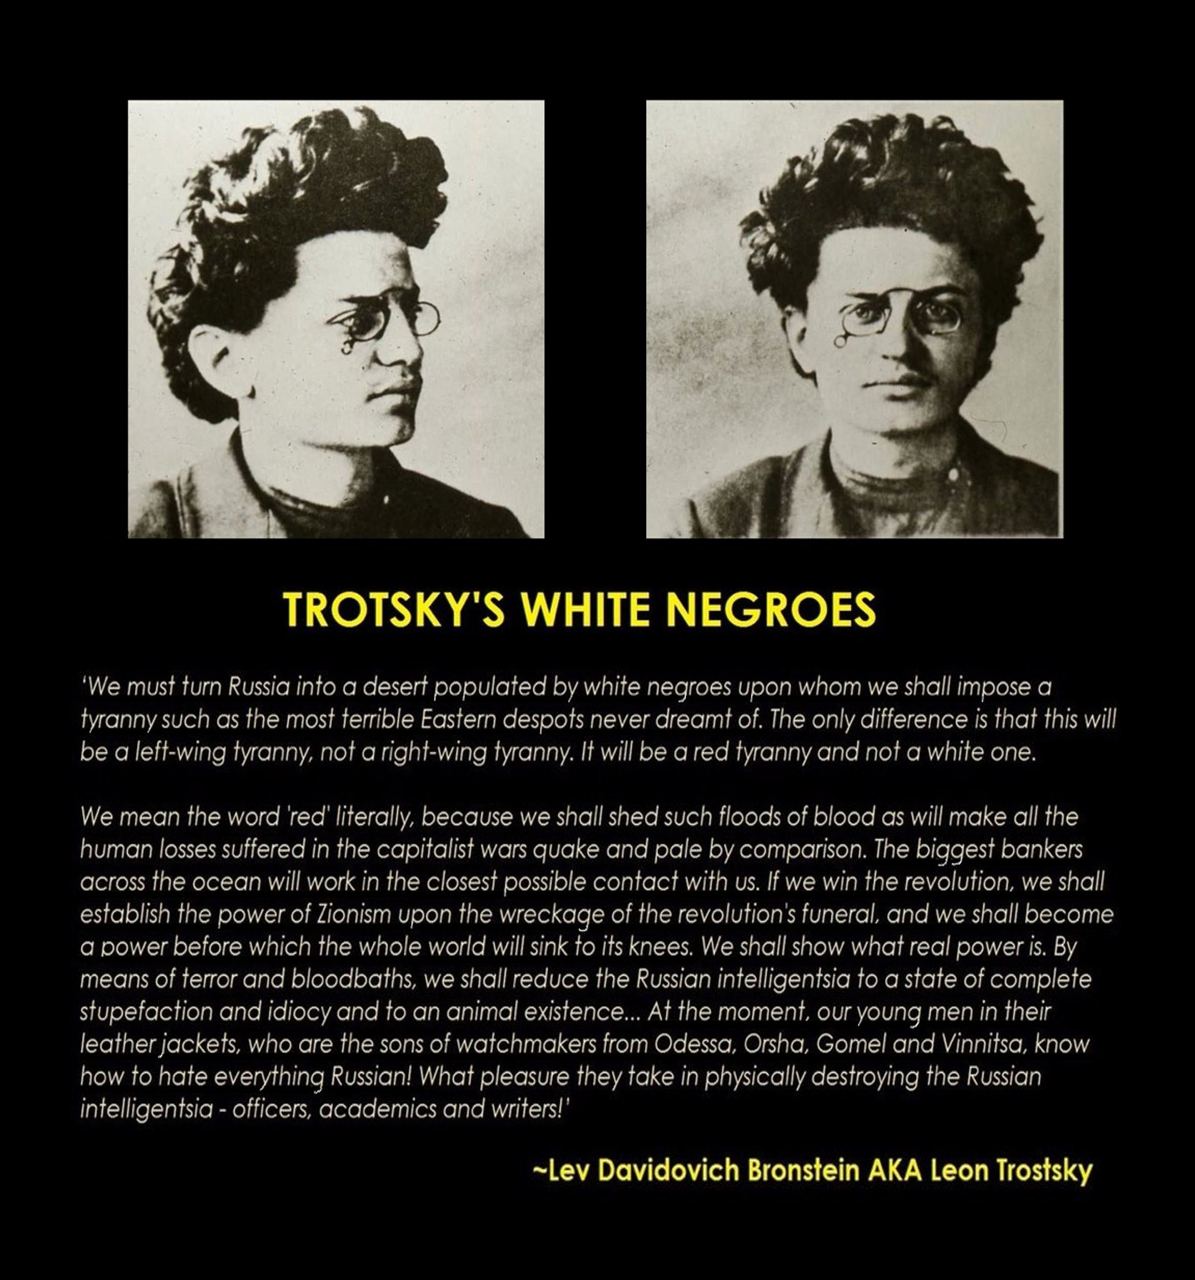 TROTSKY'S WHITE NEGROES
'We must turn Russia into a desert populated by white negroes upon whom we shall impose a
tyranny such as the most terrible Eastern despots never dreamt of. The only difference is that this will
be a left-wing tyranny, not a right-wing tyranny. It will be a red tyranny and not a white one.
We mean the word 'red' literally, because we shall shed such floods of blood as will make all the
human losses suffered in the capitalist wars quake and pale by comparison. The biggest bankers
across the ocean will work in the closest possible contact with us. If we win the revolution, we shall
establish the power of Zionism upon the wreckage of the revolution's funeral, and we shall become
a power before which the whole world will sink to its knees. We shall show what real power is. By
means of terror and bloodbaths, we shall reduce the Russian intelligentsia to a state of complete
stupefaction and idiocy and to an animal existence... At the moment, our young men in their
leather jackets, who are the sons of watchmakers from Odessa, Orsha, Gomel and Vinnitsa, know
how to hate everything Russian! What pleasure they take in physically destroying the Russian
intelligentsia - officers, academics and writers!'
~Lev Davidovich Bronstein AKA Leon Trostsky